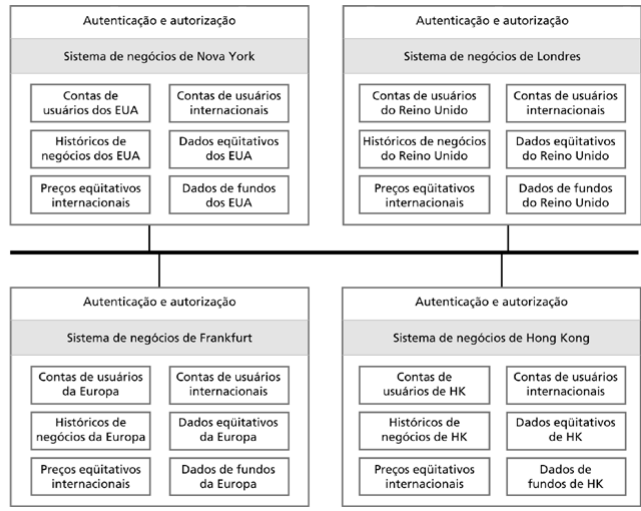 Autenticação e autorização
Sistema de negócios de Nova York
Contas de
usuários dos EUA
Contas de usuários
internacionais
Históricos de
negócios dos EUA
Dados eqüitativos
dos EUA
Preços eqüitativos
internacionais
Dados de fundos
dos EUA
Autenticação e autorização
Sistema de negócios de Londres
Contas de usuários
do Reino Unido
Contas de usuários
internacionais
Históricos de negócios
do Reino Unido
Dados eqüitativos
do Reino Unido
Preços eqüitativos
internacionais
Dados de fundos
do Reino Unido
Autenticação e autorização
Sistema de negócios de Frankfurt
Contas de usuários
da Europa
Contas de usuários
internacionais
Históricos de
negócios da Europa
Dados eqüitativos
da Europa
Preços eqüitativos
internacionais
Dados de fundos
da Europa
Autenticação e autorização
Sistema de negócios de Hong Kong
Contas de
usuários de HK
Contas de usuários
internacionais
Históricos de
negócios de HK
Dados eqüitativos
de HK
Preços eqüitativos
internacionais
Dados de
fundos de HK